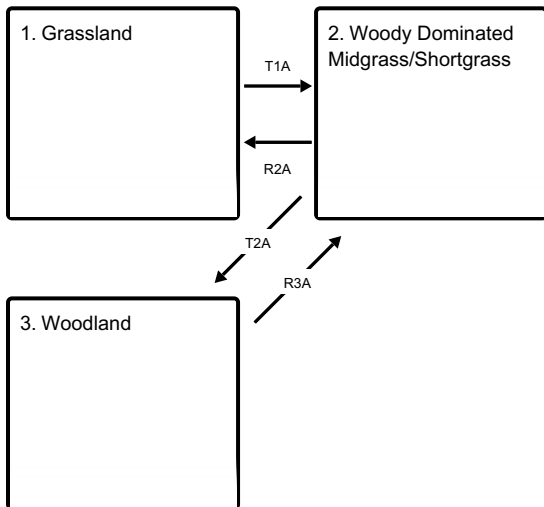 1. Grassland
2. Woody Dominated
Midgrass/Shortgrass
T1A
R2A
T2A
R3A
3. Woodland